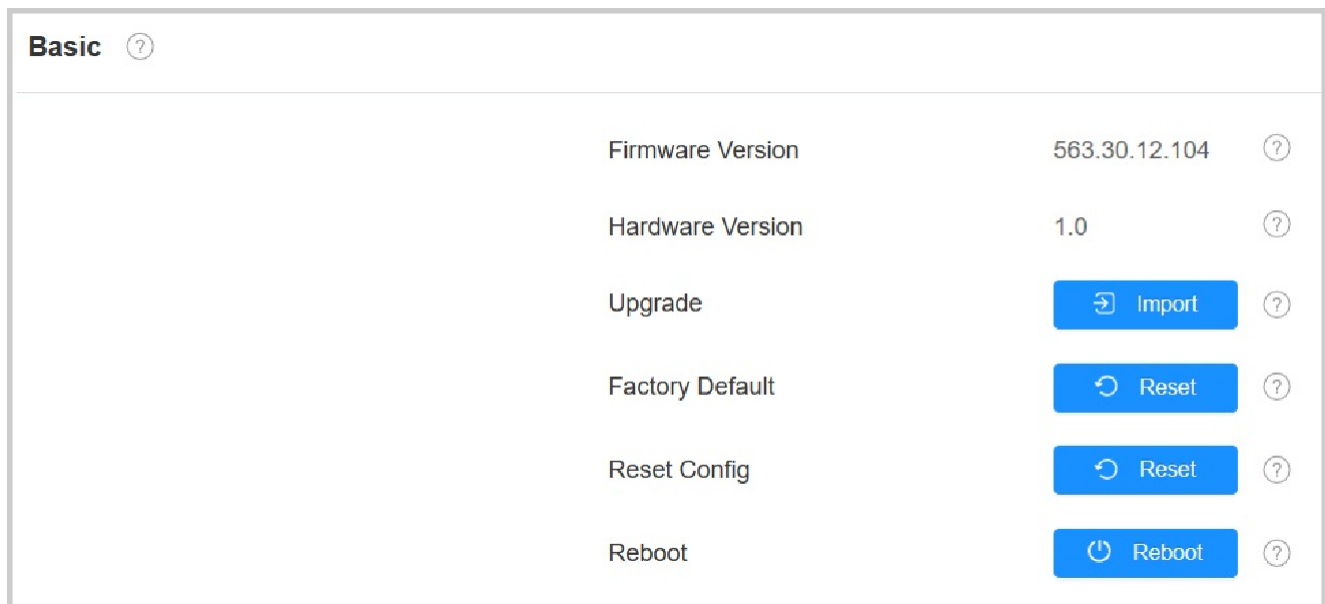 Basic ?
Firmware Version 563.30.12.104 ?
Hardware Version 1.0 ?
Upgrade Import ?
Factory Default Reset ?
Reset Config Reset ?
Reboot Reboot ?